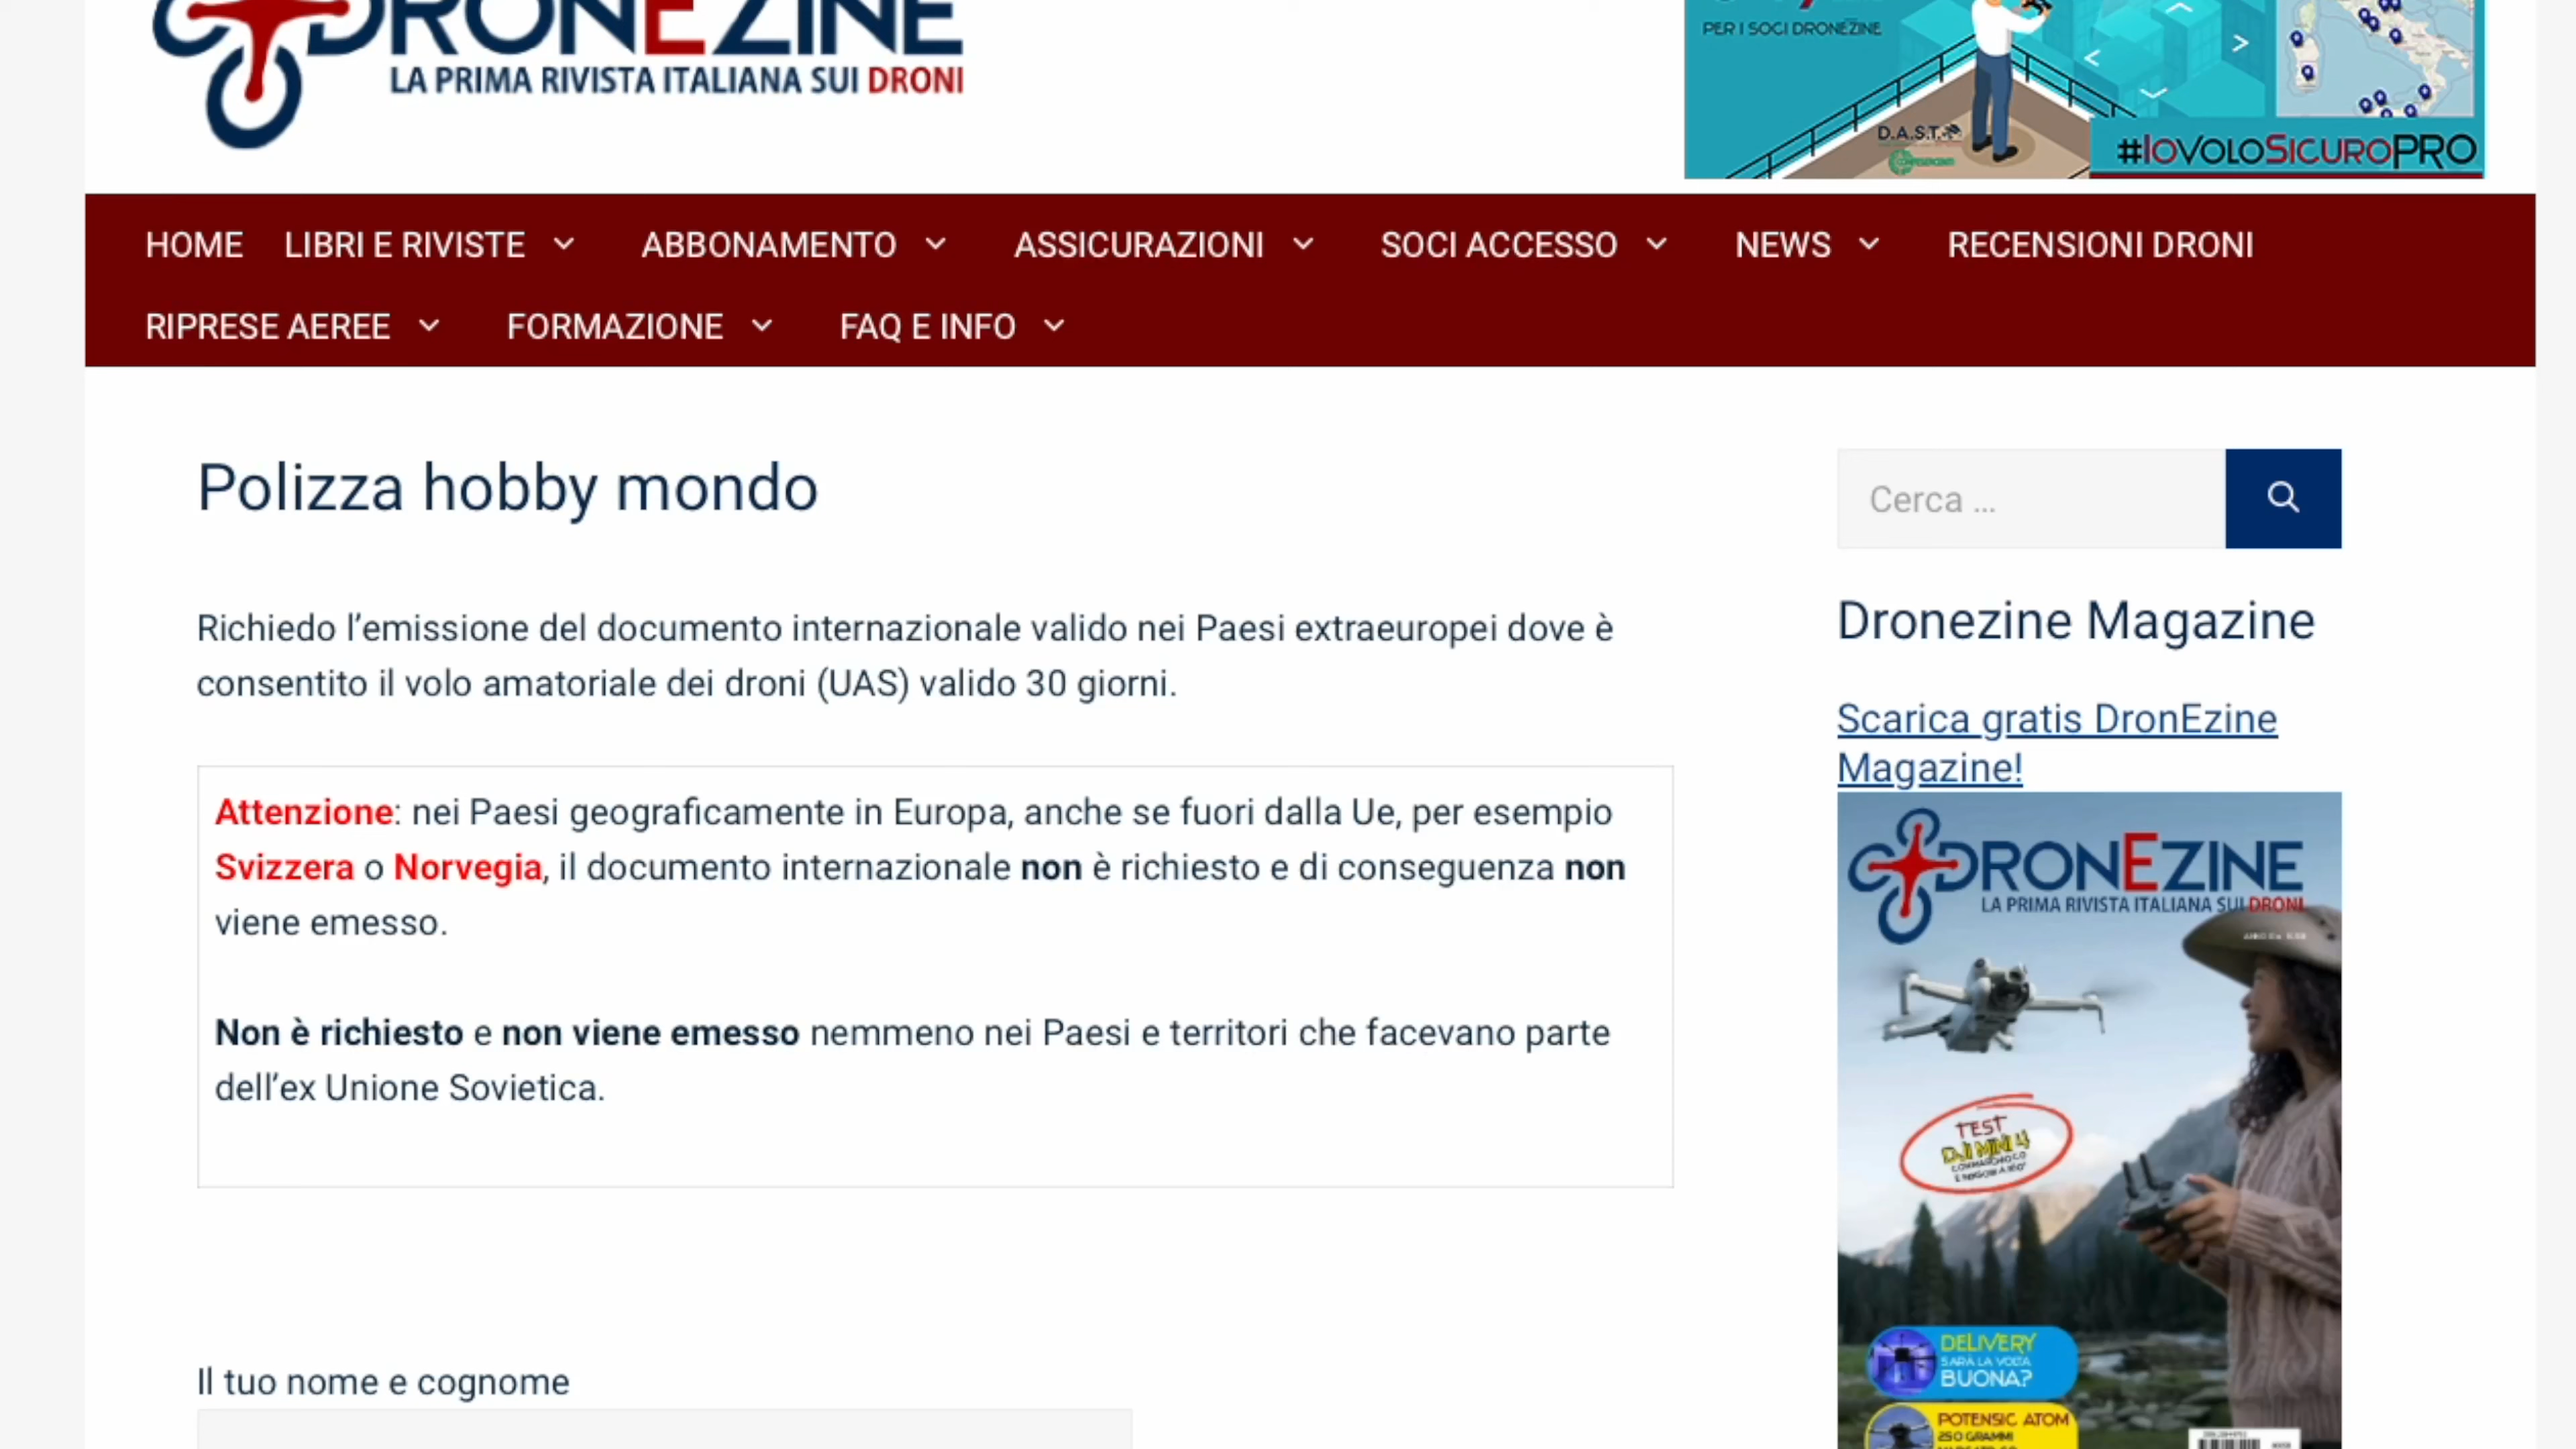 DRONEZINE
LA PRIMA RIVISTA ITALIANA SUI DRONI
PER I SOCI DRONEZINE
D.A.S.T.
#IoVoloSicuroPRO
HOME LIBRI E RIVISTE ABBONAMENTO ASSICURAZIONI SOCI ACCESSO NEWS RECENSIONI DRONI
RIPRESE AEREE FORMAZIONE FAQ E INFO
Polizza hobby mondo
Richiedo l’emissione del documento internazionale valido nei Paesi extraeuropei dove è
consentito il volo amatoriale dei droni (UAS) valido 30 giorni.
Attenzione: nei Paesi geograficamente in Europa, anche se fuori dalla Ue, per esempio
Svizzera o Norvegia, il documento internazionale non è richiesto e di conseguenza non
viene emesso.
Non è richiesto e non viene emesso nemmeno nei Paesi e territori che facevano parte
dell’ex Unione Sovietica.
Il tuo nome e cognome
Cerca ...
Dronezine Magazine
Scarica gratis DronEzine
Magazine!
DRONEZINE
LA PRIMA RIVISTA ITALIANA SUI DRONI
TEST
DJI MINI 4
DELIVERY
SARÀ LA VOLTA
BUONA?
POTENSIC ATOM
250 GRAMMI